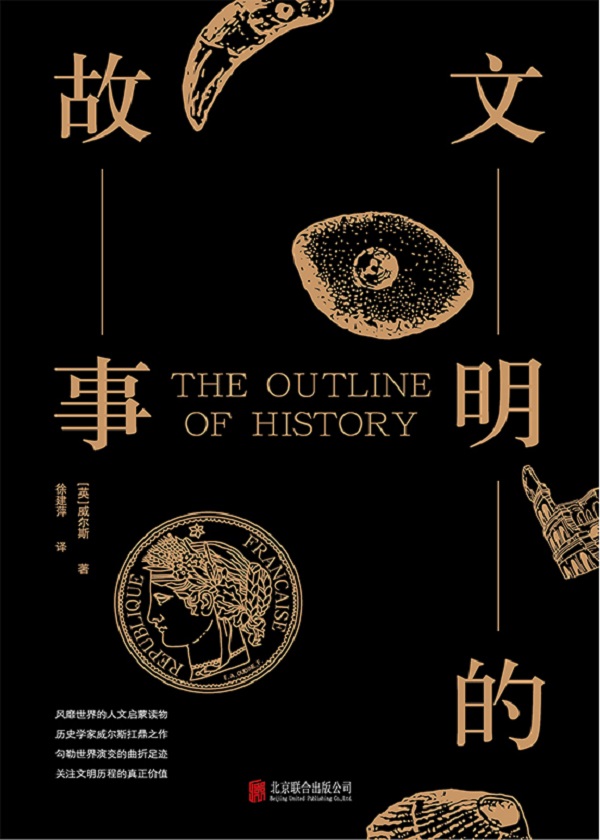 文明的
故事
THE OUTLINE
OF HISTORY
[英]威尔斯 著
徐建萍 译
REPUBLIQUE FRANÇAISE
E.A.OUDINE.F.
风靡世界的人文启蒙读物
历史学家威尔斯扛鼎之作
勾勒世界演变的曲折足迹
关注文明历程的真正价值
北京联合出版公司
Beijing United Publishing Co.,Ltd.